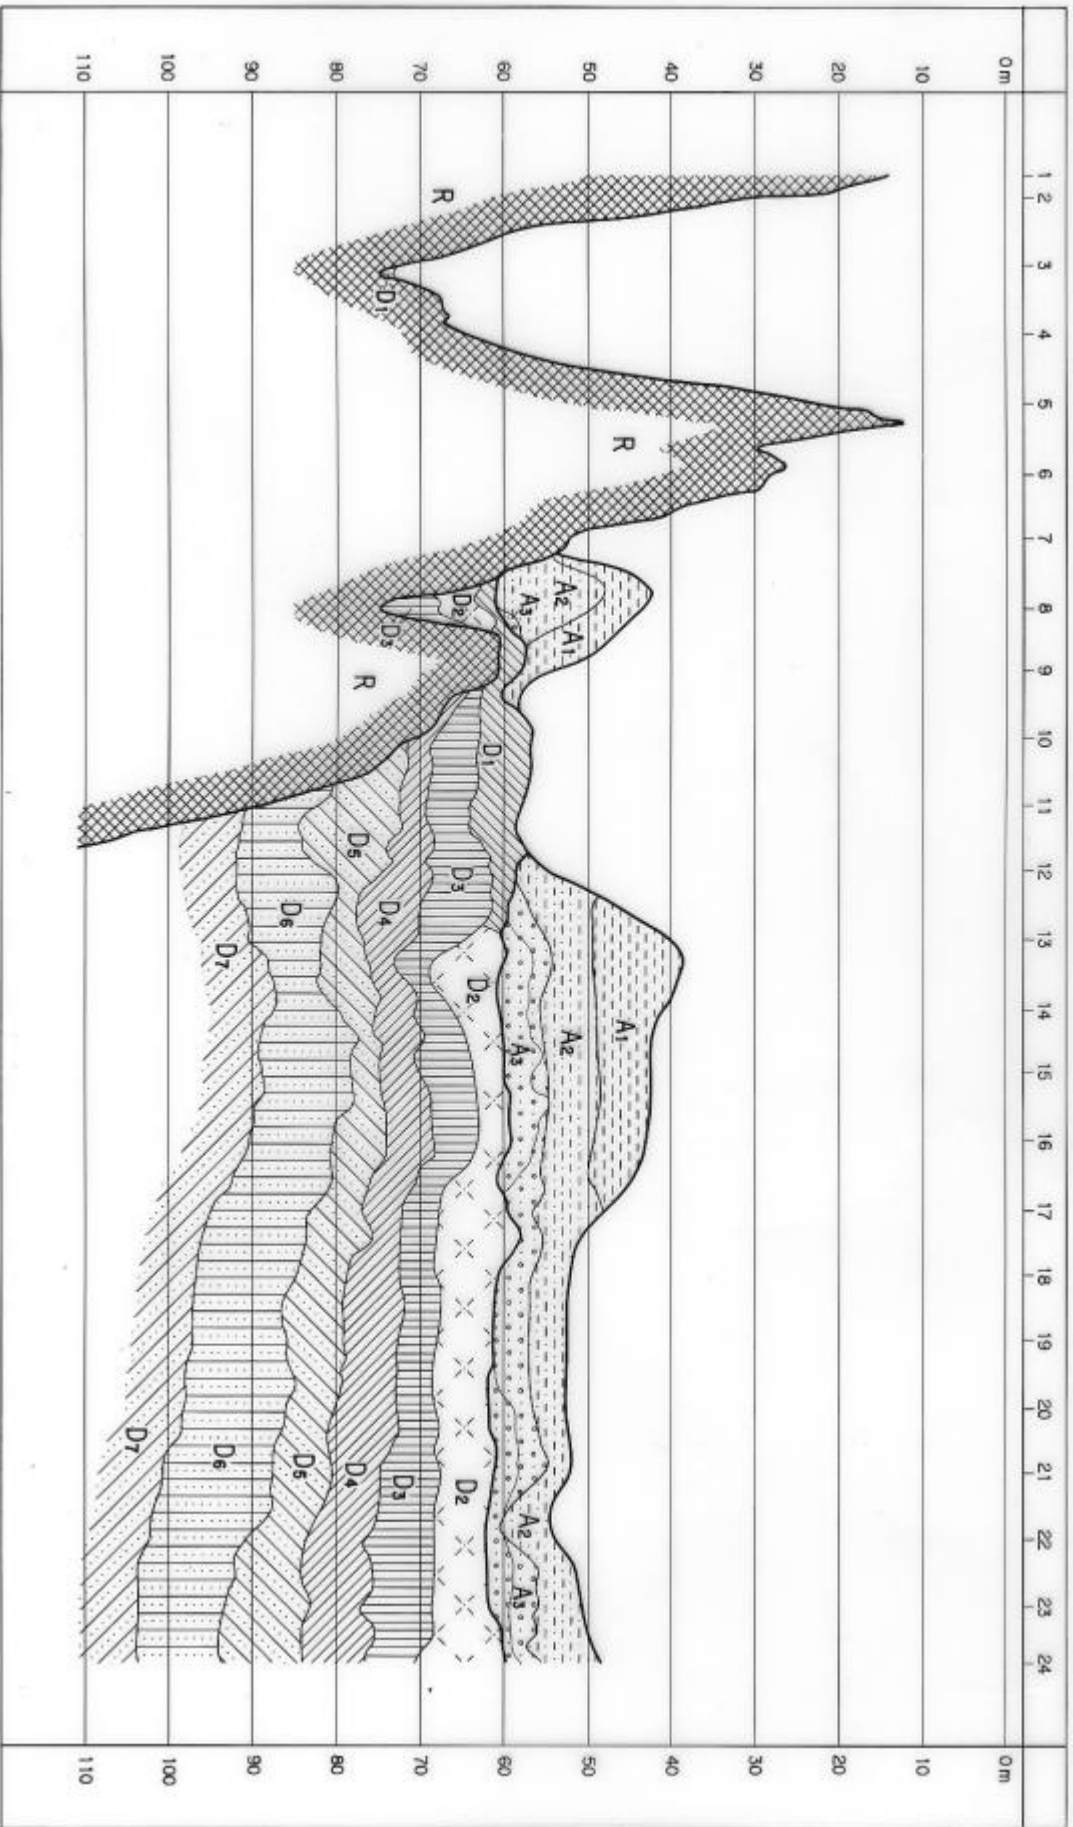 1 2 3 4 5 6 7 8 9 10 11 12 13 14 15 16 17 18 19 20 21 22 23 24
0m 0m
10 10
20 20
30 30
40 40
R A1
50 50
A2 A1 A2
A3 A3 A2 A3
60 60
D1 D2
D2 D3 D2
R
70 70
D1 D3 D4 D3
R D5 D4
80 80
D6 D5
90 90
D7 D6
100 100
D7
110 110